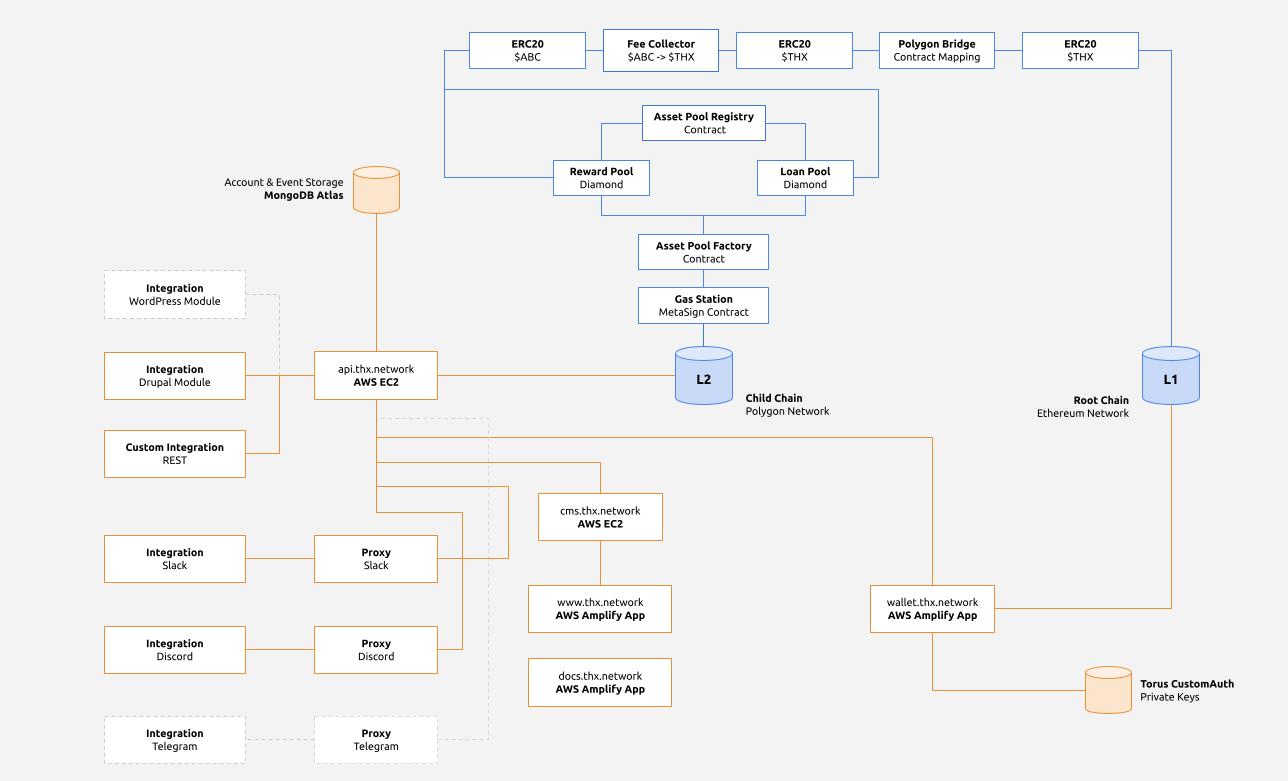 ERC20
$ABC
Fee Collector
$ABC -> $THX
ERC20
$THX
Polygon Bridge
Contract Mapping
ERC20
$THX
Asset Pool Registry
Contract
Reward Pool
Diamond
Loan Pool
Diamond
Account & Event Storage
MongoDB Atlas
Asset Pool Factory
Contract
Integration
WordPress Module
Gas Station
MetaSign Contract
Integration
Drupal Module
api.thx.network
AWS EC2
L2
Child Chain
Polygon Network
L1
Root Chain
Ethereum Network
Custom Integration
REST
cms.thx.network
AWS EC2
Integration
Slack
Proxy
Slack
www.thx.network
AWS Amplify App
wallet.thx.network
AWS Amplify App
Integration
Discord
Proxy
Discord
docs.thx.network
AWS Amplify App
Torus CustomAuth
Private Keys
Integration
Telegram
Proxy
Telegram